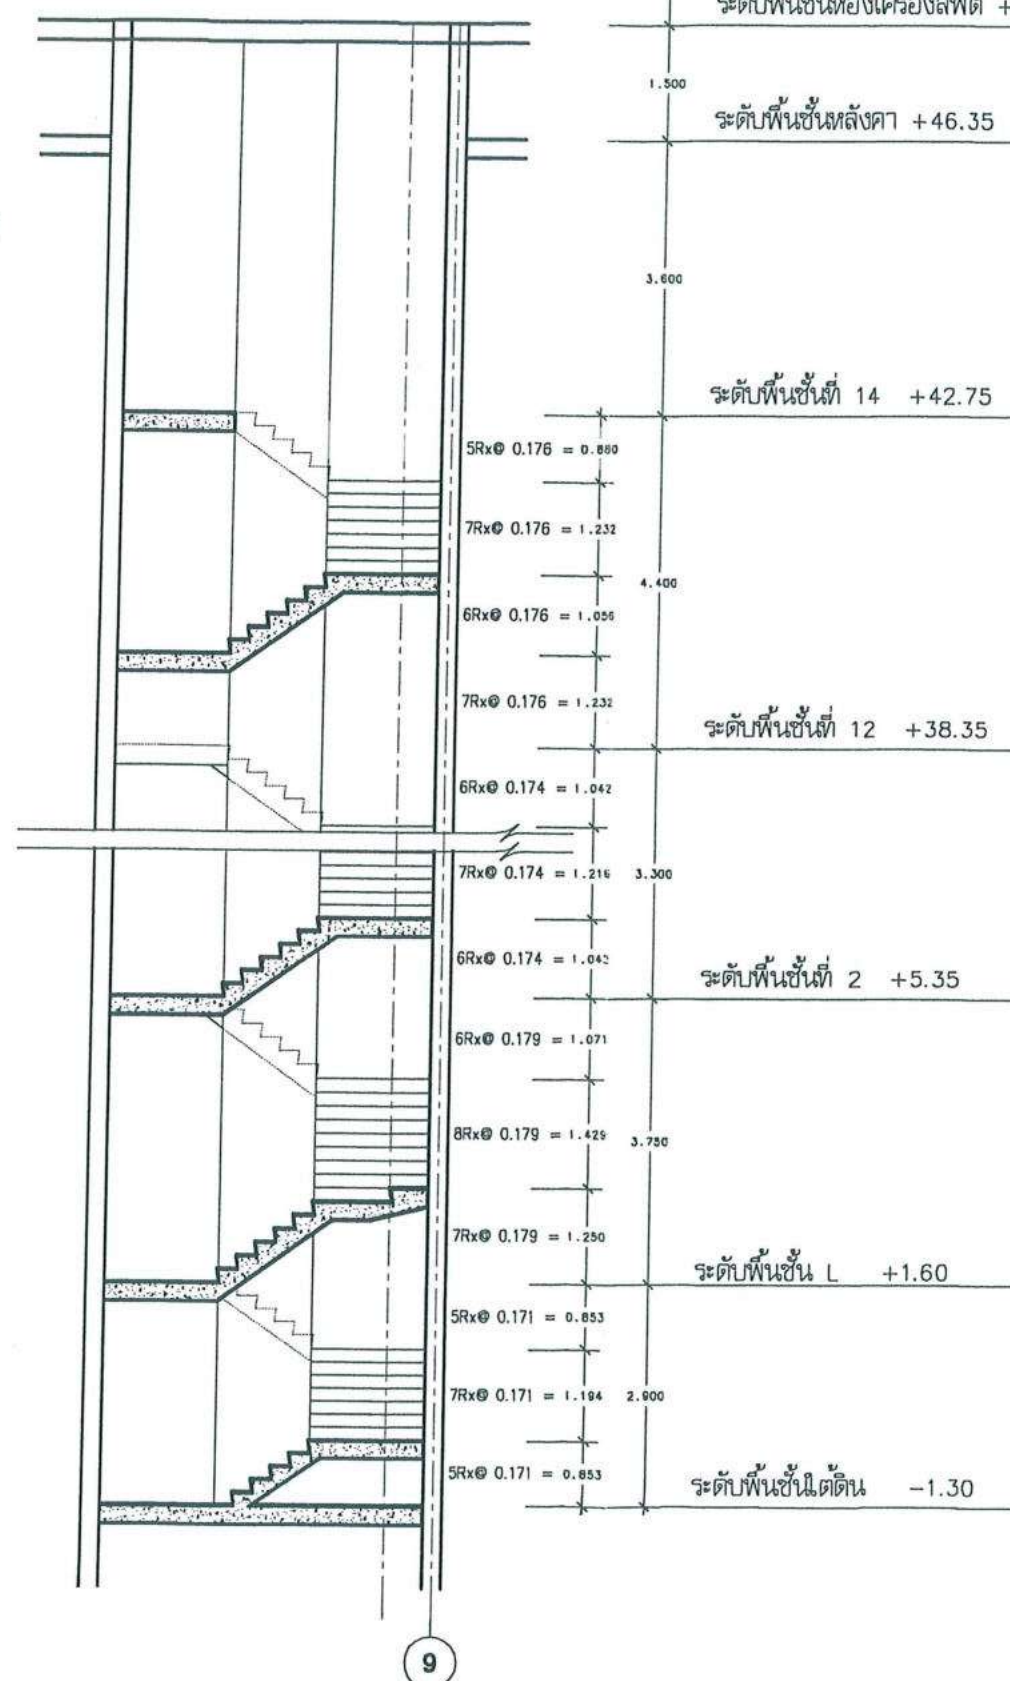 ระดับพื้นชั้นห้องเครื่องลิฟต์ +
1.500
ระดับพื้นชั้นหลังคา +46.35
3.600
ระดับพื้นชั้นที่ 14 +42.75
5Rx@ 0.176 = 0.880
7Rx@ 0.176 = 1.232
4.400
6Rx@ 0.176 = 1.056
7Rx@ 0.176 = 1.232
ระดับพื้นชั้นที่ 12 +38.35
6Rx@ 0.174 = 1.042
7Rx@ 0.174 = 1.216 3.300
6Rx@ 0.174 = 1.042
ระดับพื้นชั้นที่ 2 +5.35
6Rx@ 0.179 = 1.071
8Rx@ 0.179 = 1.429 3.750
7Rx@ 0.179 = 1.250
ระดับพื้นชั้น L +1.60
5Rx@ 0.171 = 0.853
7Rx@ 0.171 = 1.194 2.900
5Rx@ 0.171 = 0.853
ระดับพื้นชั้นใต้ดิน -1.30
9